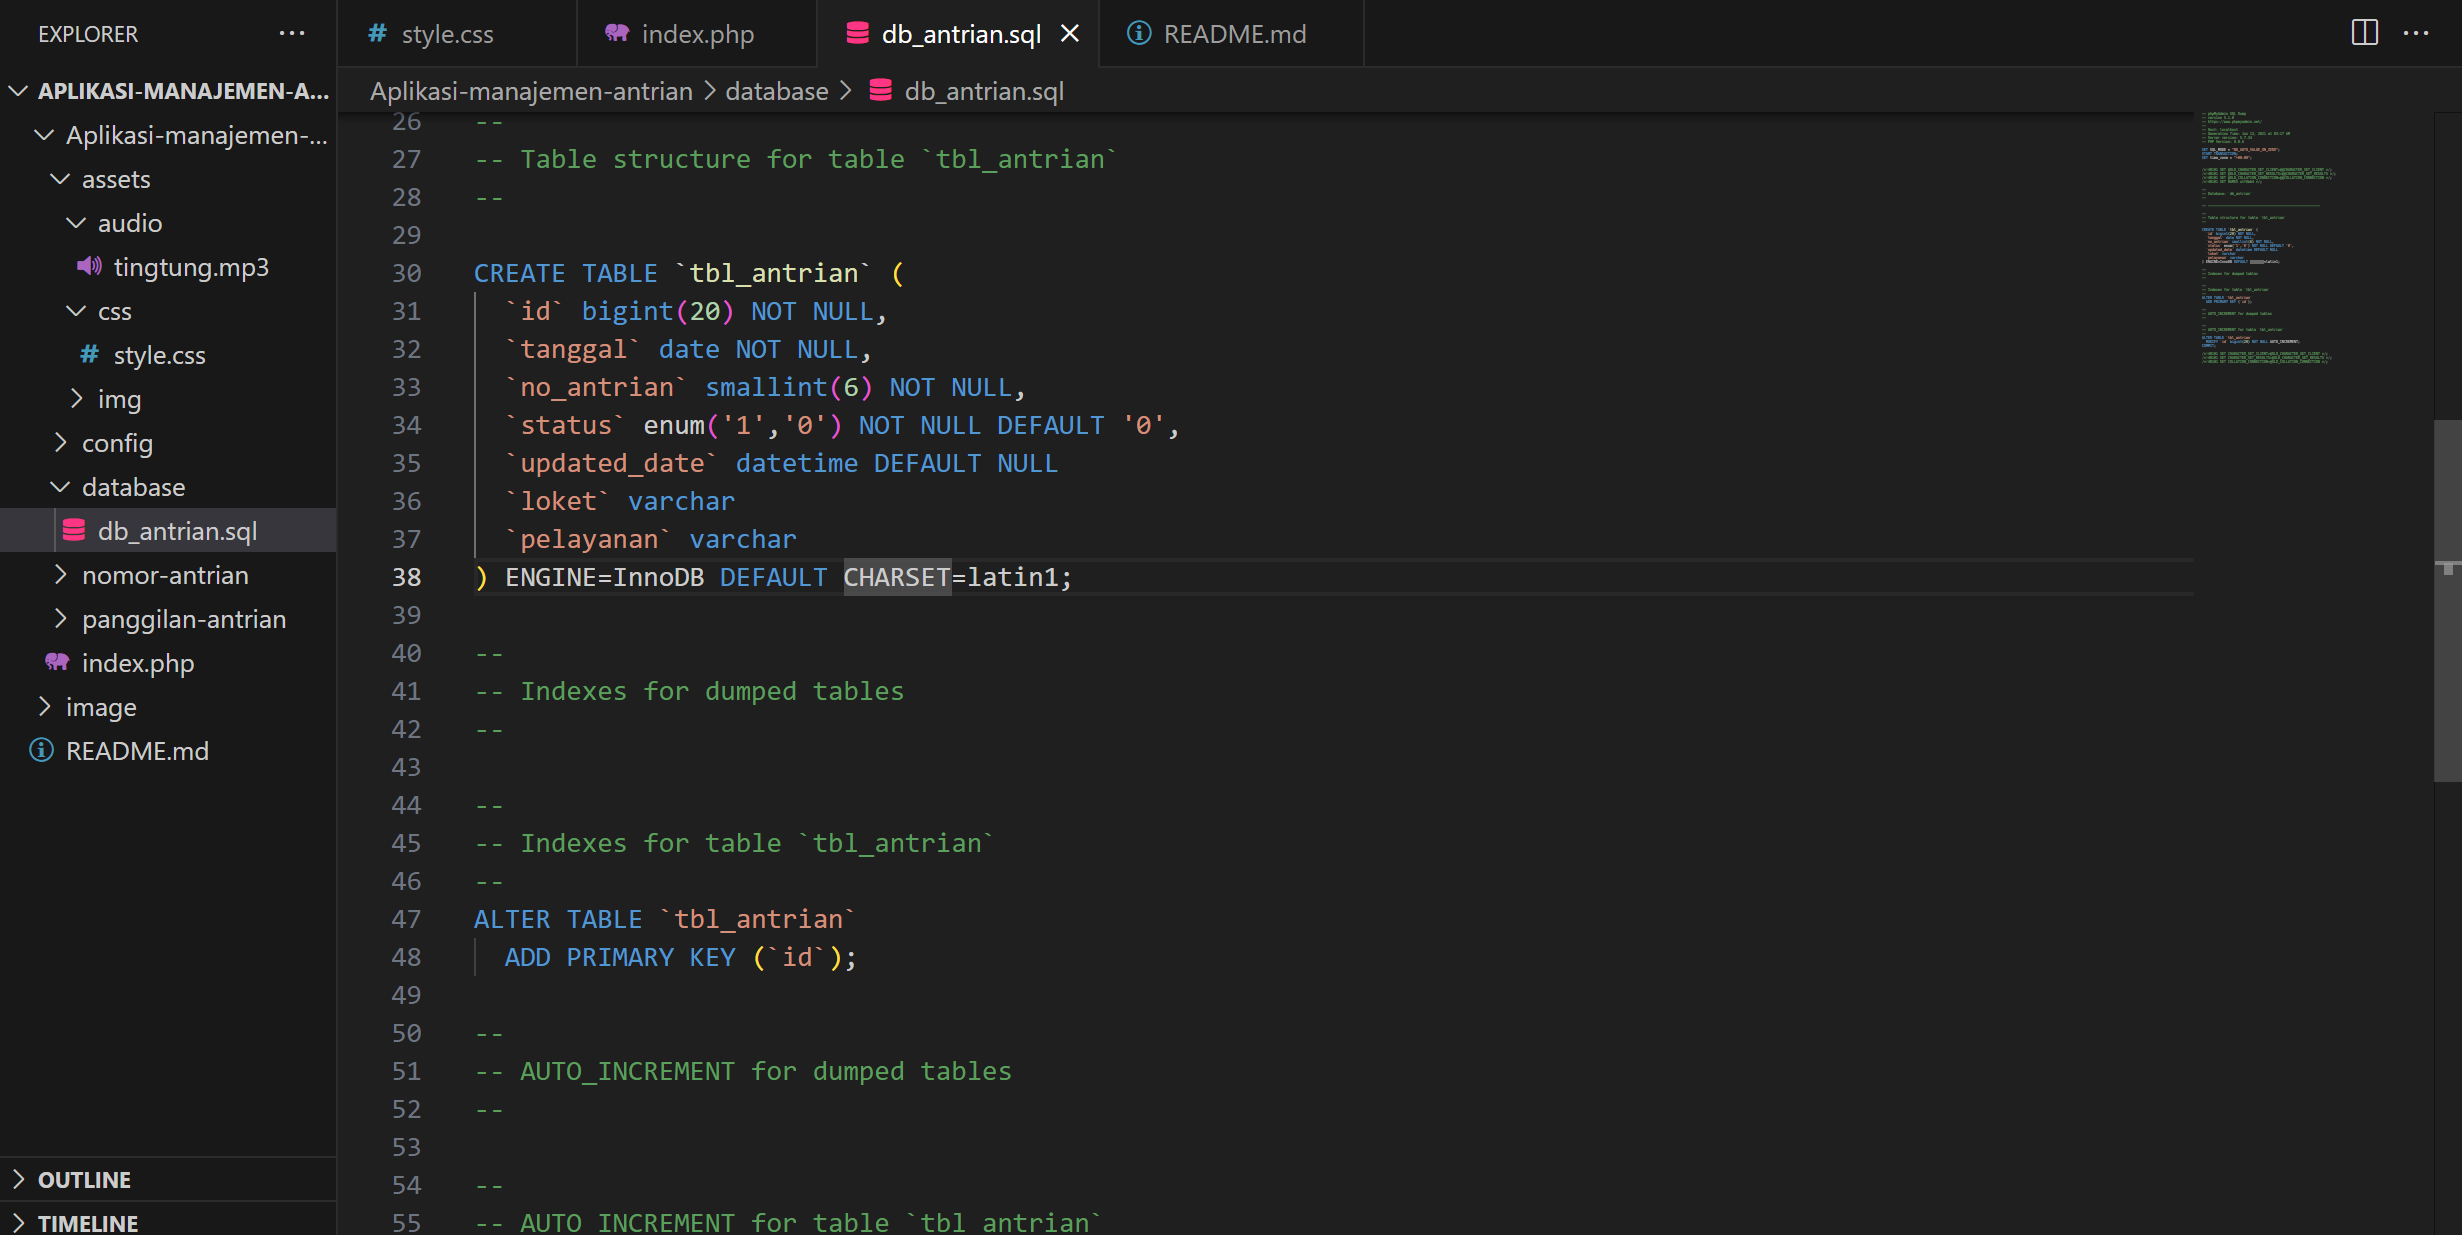 EXPLORER
APLIKASI-MANAJEMEN-A...
Aplikasi-manajemen-...
assets
audio
tingtung.mp3
css
style.css
img
config
database
db_antrian.sql
nomor-antrian
panggilan-antrian
index.php
image
README.md
OUTLINE
TIMELINE
style.css
index.php
db_antrian.sql
README.md
Aplikasi-manajemen-antrian > database > db_antrian.sql
26 --
27 -- Table structure for table `tbl_antrian`
28 --
29
30 CREATE TABLE `tbl_antrian` (
31 `id` bigint(20) NOT NULL,
32 `tanggal` date NOT NULL,
33 `no_antrian` smallint(6) NOT NULL,
34 `status` enum('1','0') NOT NULL DEFAULT '0',
35 `updated_date` datetime DEFAULT NULL
36 `loket` varchar
37 `pelayanan` varchar
38 ) ENGINE=InnoDB DEFAULT CHARSET=latin1;
39
40 --
41 -- Indexes for dumped tables
42 --
43
44 --
45 -- Indexes for table `tbl_antrian`
46 --
47 ALTER TABLE `tbl_antrian`
48 ADD PRIMARY KEY (`id`);
49
50 --
51 -- AUTO_INCREMENT for dumped tables
52 --
53
54 --
55 -- AUTO_INCREMENT for table `tbl_antrian`